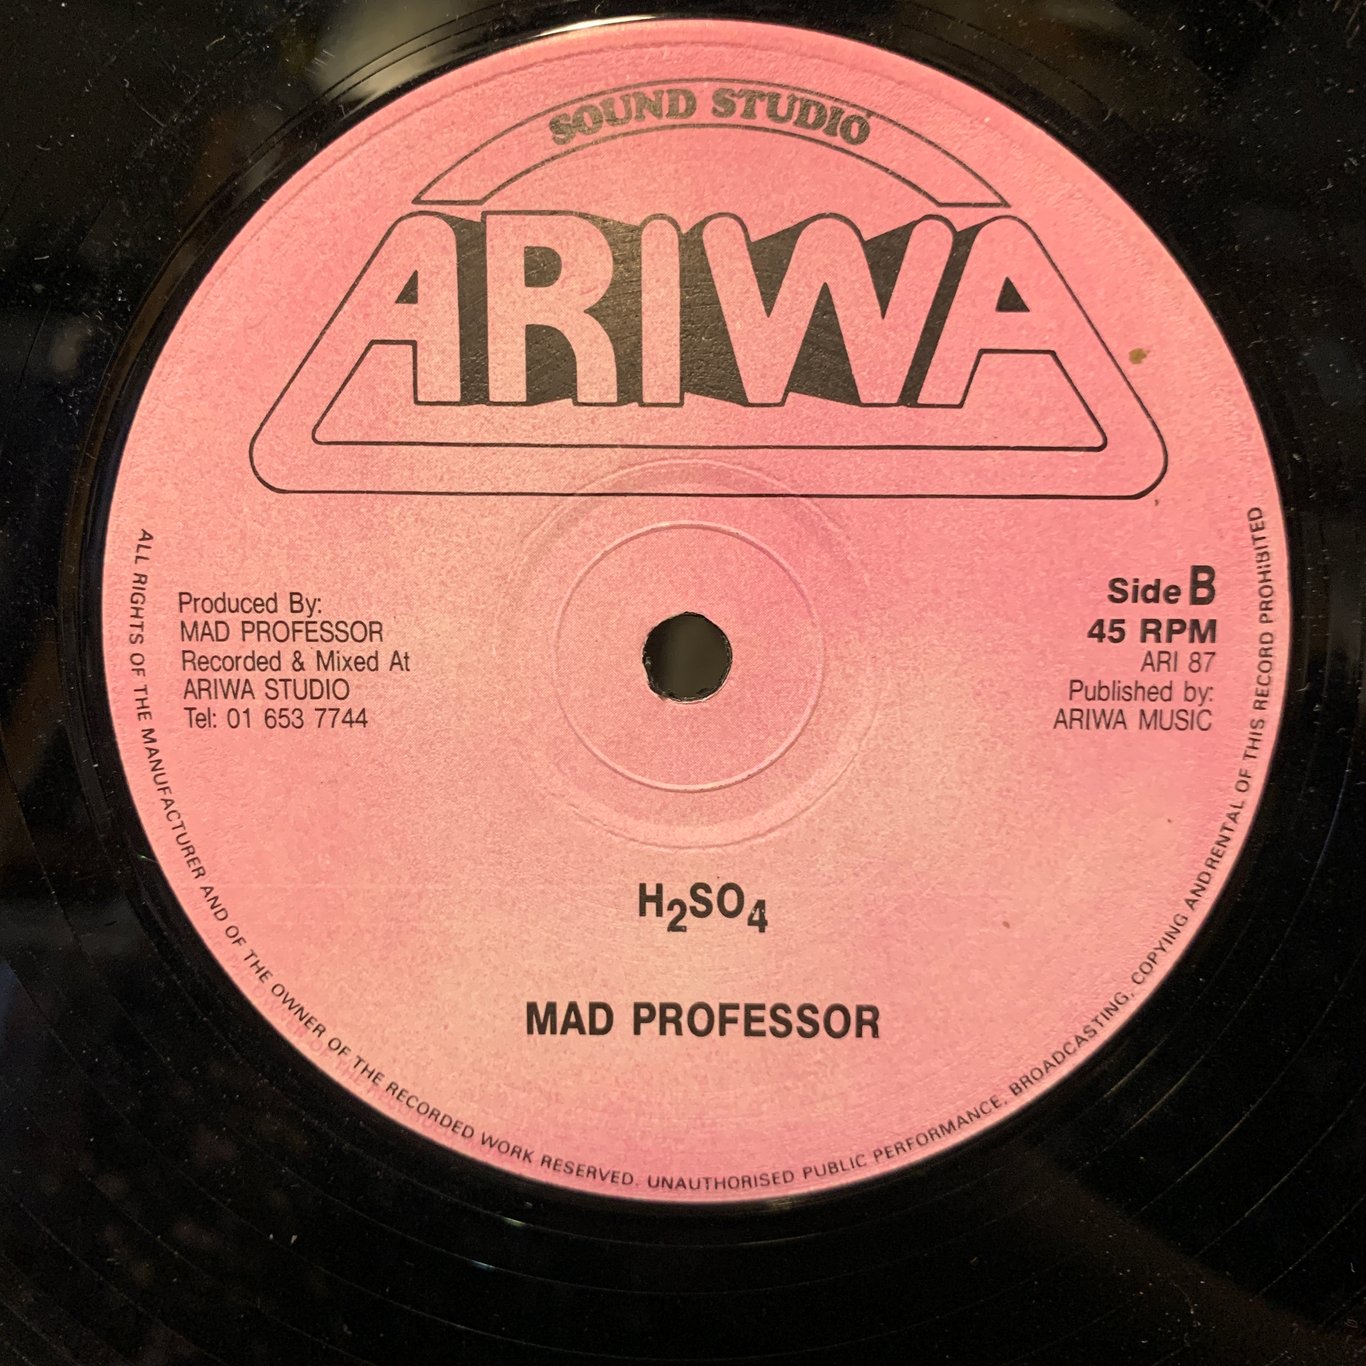 SOUND STUDIO
ARIWA
Produced By:
MAD PROFESSOR
Recorded & Mixed At
ARIWA STUDIO
Tel: 01 653 7744
Side B
45 RPM
ARI 87
Published by:
ARIWA MUSIC
H₂SO₄
MAD PROFESSOR
ALL RIGHTS OF THE MANUFACTURER AND OF THE OWNER OF THE RECORDED WORK RESERVED. UNAUTHORISED PUBLIC PERFORMANCE. BROADCASTING, COPYING ANDRENTAL OF THIS RECORD PROHIBITED